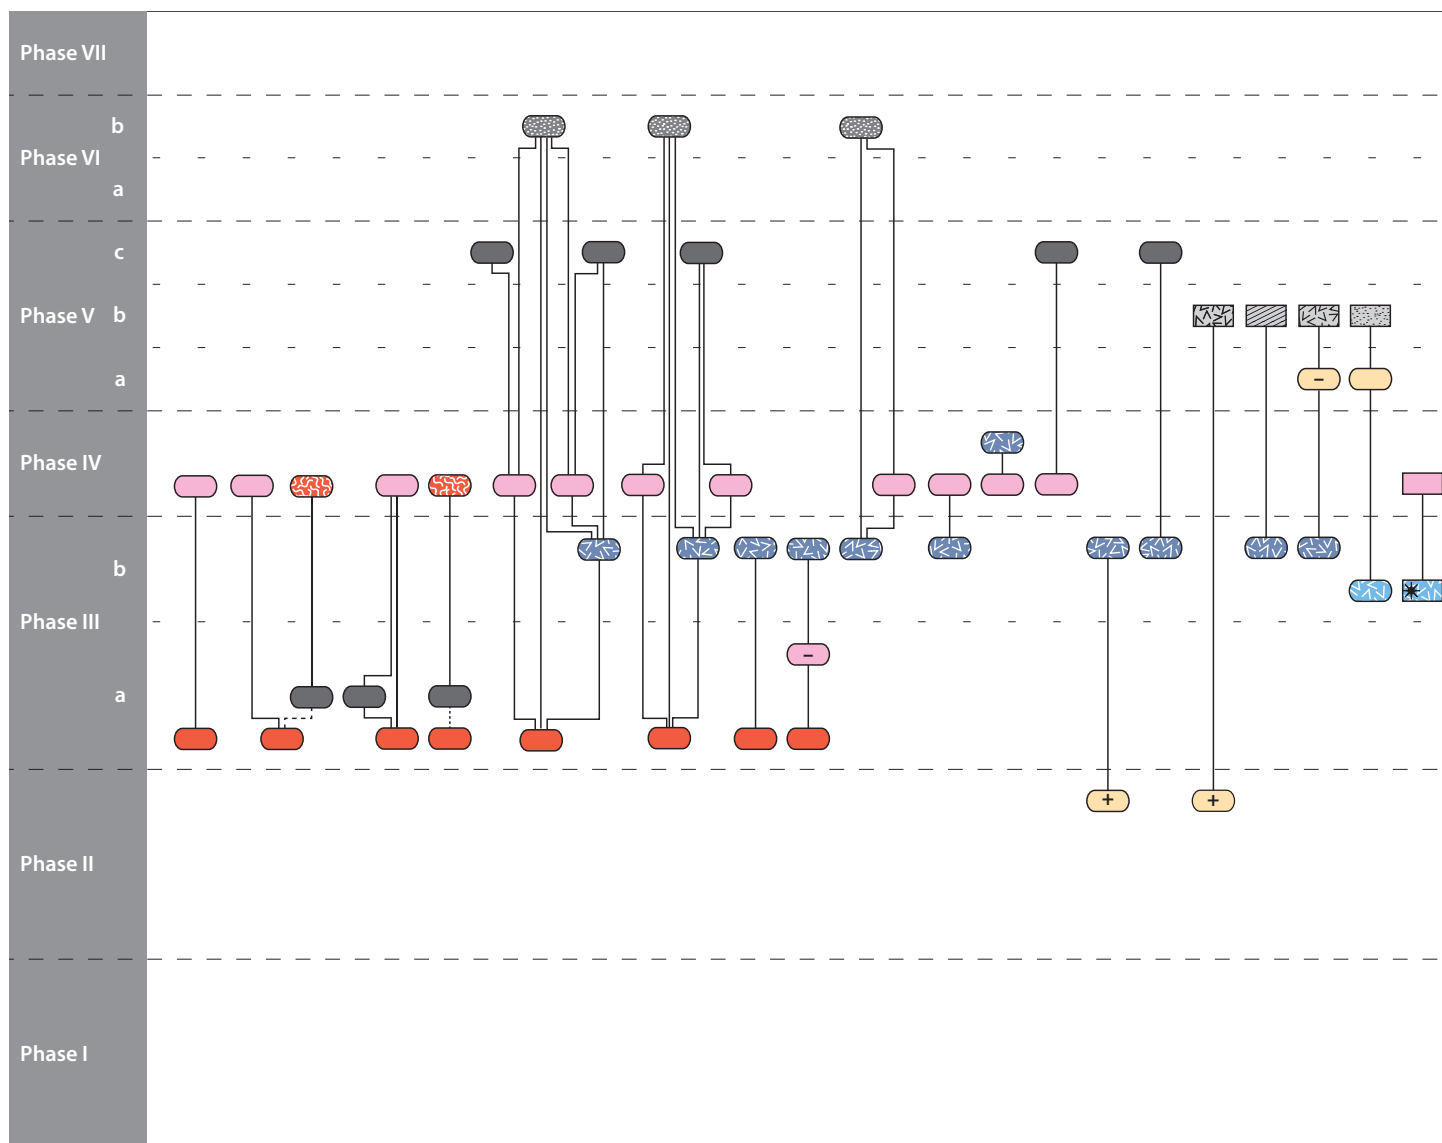 Phase VII
b
Phase VI
a
c
Phase V b
a
Phase IV
b
Phase III
a
Phase II
Phase I
−
−
+
+